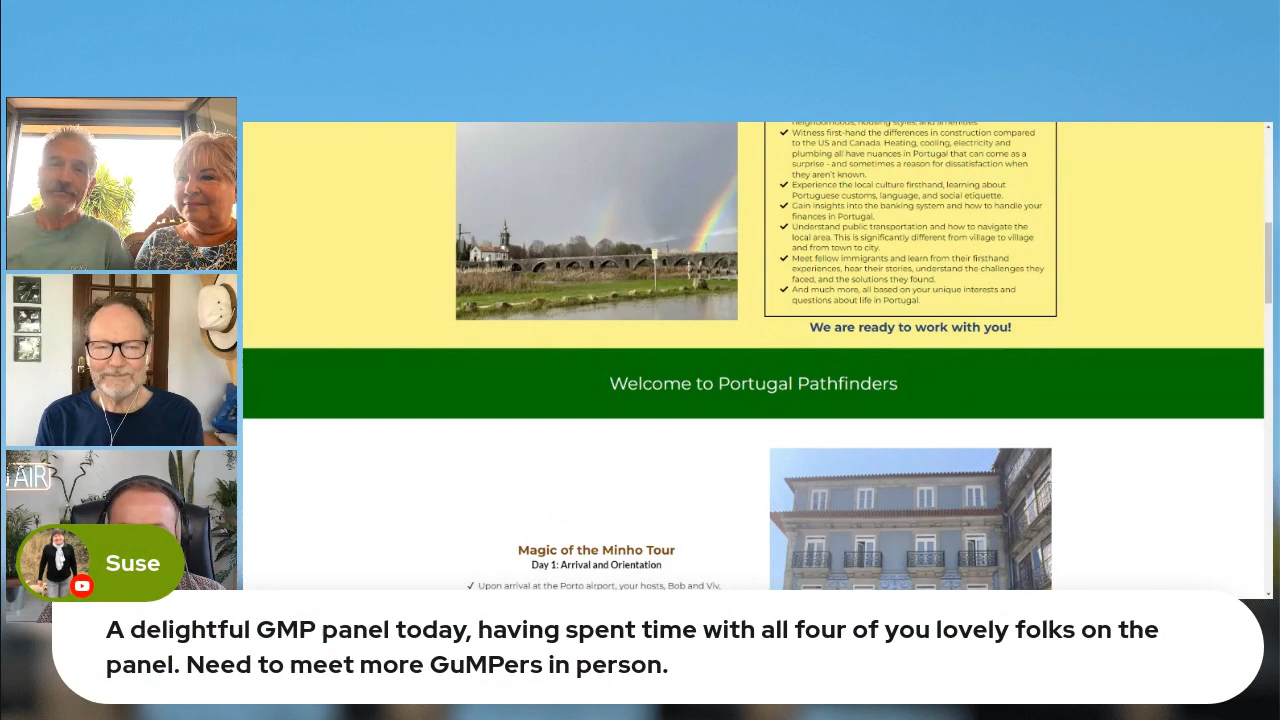 neighborhoods, housing styles, and amenities.
Witness first-hand the differences in construction compared
to the US and Canada. Heating, cooling, electricity and
plumbing all have nuances in Portugal that can come as a
surprise - and sometimes a reason for dissatisfaction when
they aren't known.
Experience the local culture firsthand, learning about
Portuguese customs, language, and social etiquette.
Gain insights into the banking system and how to handle your
finances in Portugal.
Understand public transportation and how to navigate the
local area. This is significantly different from village to village
and from town to city.
Meet fellow immigrants and learn from their firsthand
experiences, hear their stories, understand the challenges they
faced, and the solutions they found.
And much more, all based on your unique interests and
questions about life in Portugal.
We are ready to work with you!
Welcome to Portugal Pathfinders
Magic of the Minho Tour
Day 1: Arrival and Orientation
Upon arrival at the Porto airport, your hosts, Bob and Viv,
AIR
Suse
A delightful GMP panel today, having spent time with all four of you lovely folks on the
panel. Need to meet more GuMPers in person.